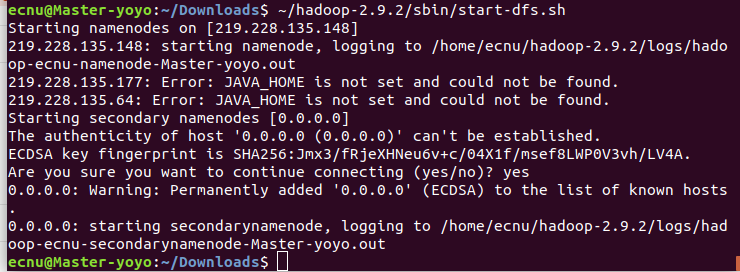 ecnu@Master-yoyo:~/Downloads$ ~/hadoop-2.9.2/sbin/start-dfs.sh
Starting namenodes on [219.228.135.148]
219.228.135.148: starting namenode, logging to /home/ecnu/hadoop-2.9.2/logs/hado
op-ecnu-namenode-Master-yoyo.out
219.228.135.177: Error: JAVA_HOME is not set and could not be found.
219.228.135.64: Error: JAVA_HOME is not set and could not be found.
Starting secondary namenodes [0.0.0.0]
The authenticity of host '0.0.0.0 (0.0.0.0)' can't be established.
ECDSA key fingerprint is SHA256:Jmx3/fRjeXHNeu6v+c/04X1f/msef8LWP0V3vh/LV4A.
Are you sure you want to continue connecting (yes/no)? yes
0.0.0.0: Warning: Permanently added '0.0.0.0' (ECDSA) to the list of known hosts
.
0.0.0.0: starting secondarynamenode, logging to /home/ecnu/hadoop-2.9.2/logs/had
oop-ecnu-secondarynamenode-Master-yoyo.out
ecnu@Master-yoyo:~/Downloads$